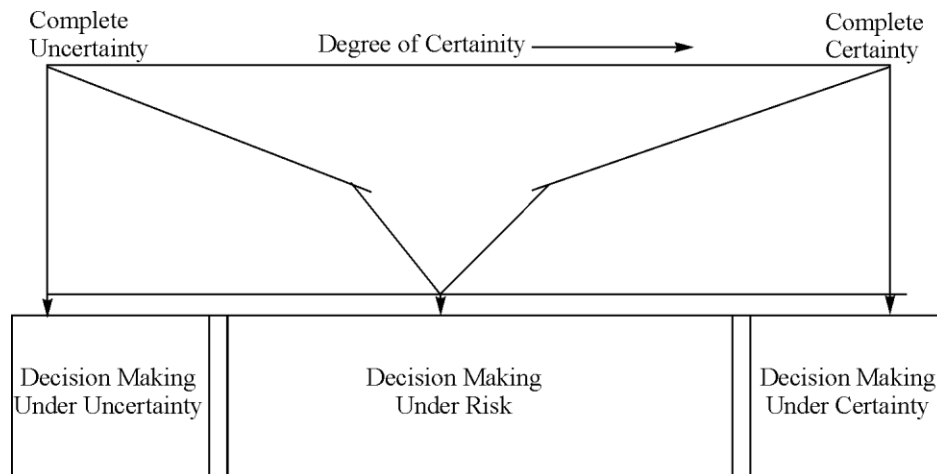 Complete
Uncertainty
Degree of Certainity
Complete
Certainty
Decision Making
Under Uncertainty
Decision Making
Under Risk
Decision Making
Under Certainty